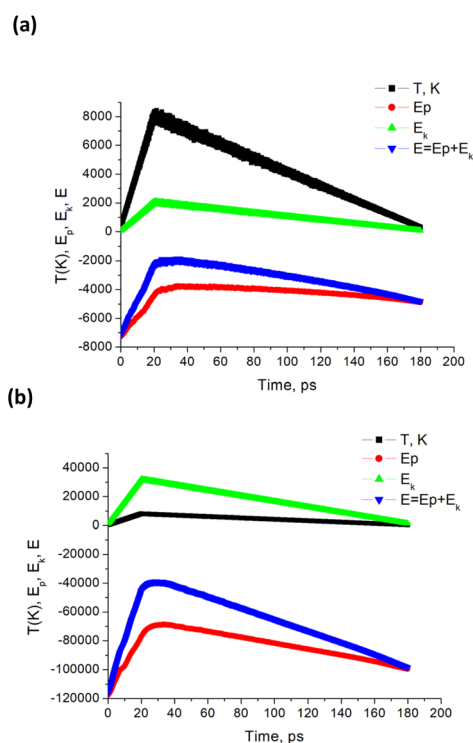 (a)
T, K
Ep
Eₖ
E=Ep+Eₖ
8000
6000
4000
2000
0
-2000
-4000
-6000
-8000
T(K), Eₚ, Eₖ, E
0 20 40 60 80 100 120 140 160 180 200
Time, ps
(b)
T, K
Ep
Eₖ
E=Ep+Eₖ
40000
20000
0
-20000
-40000
-60000
-80000
-100000
-120000
T(K), Eₚ, Eₖ, E
0 20 40 60 80 100 120 140 160 180 200
Time, ps